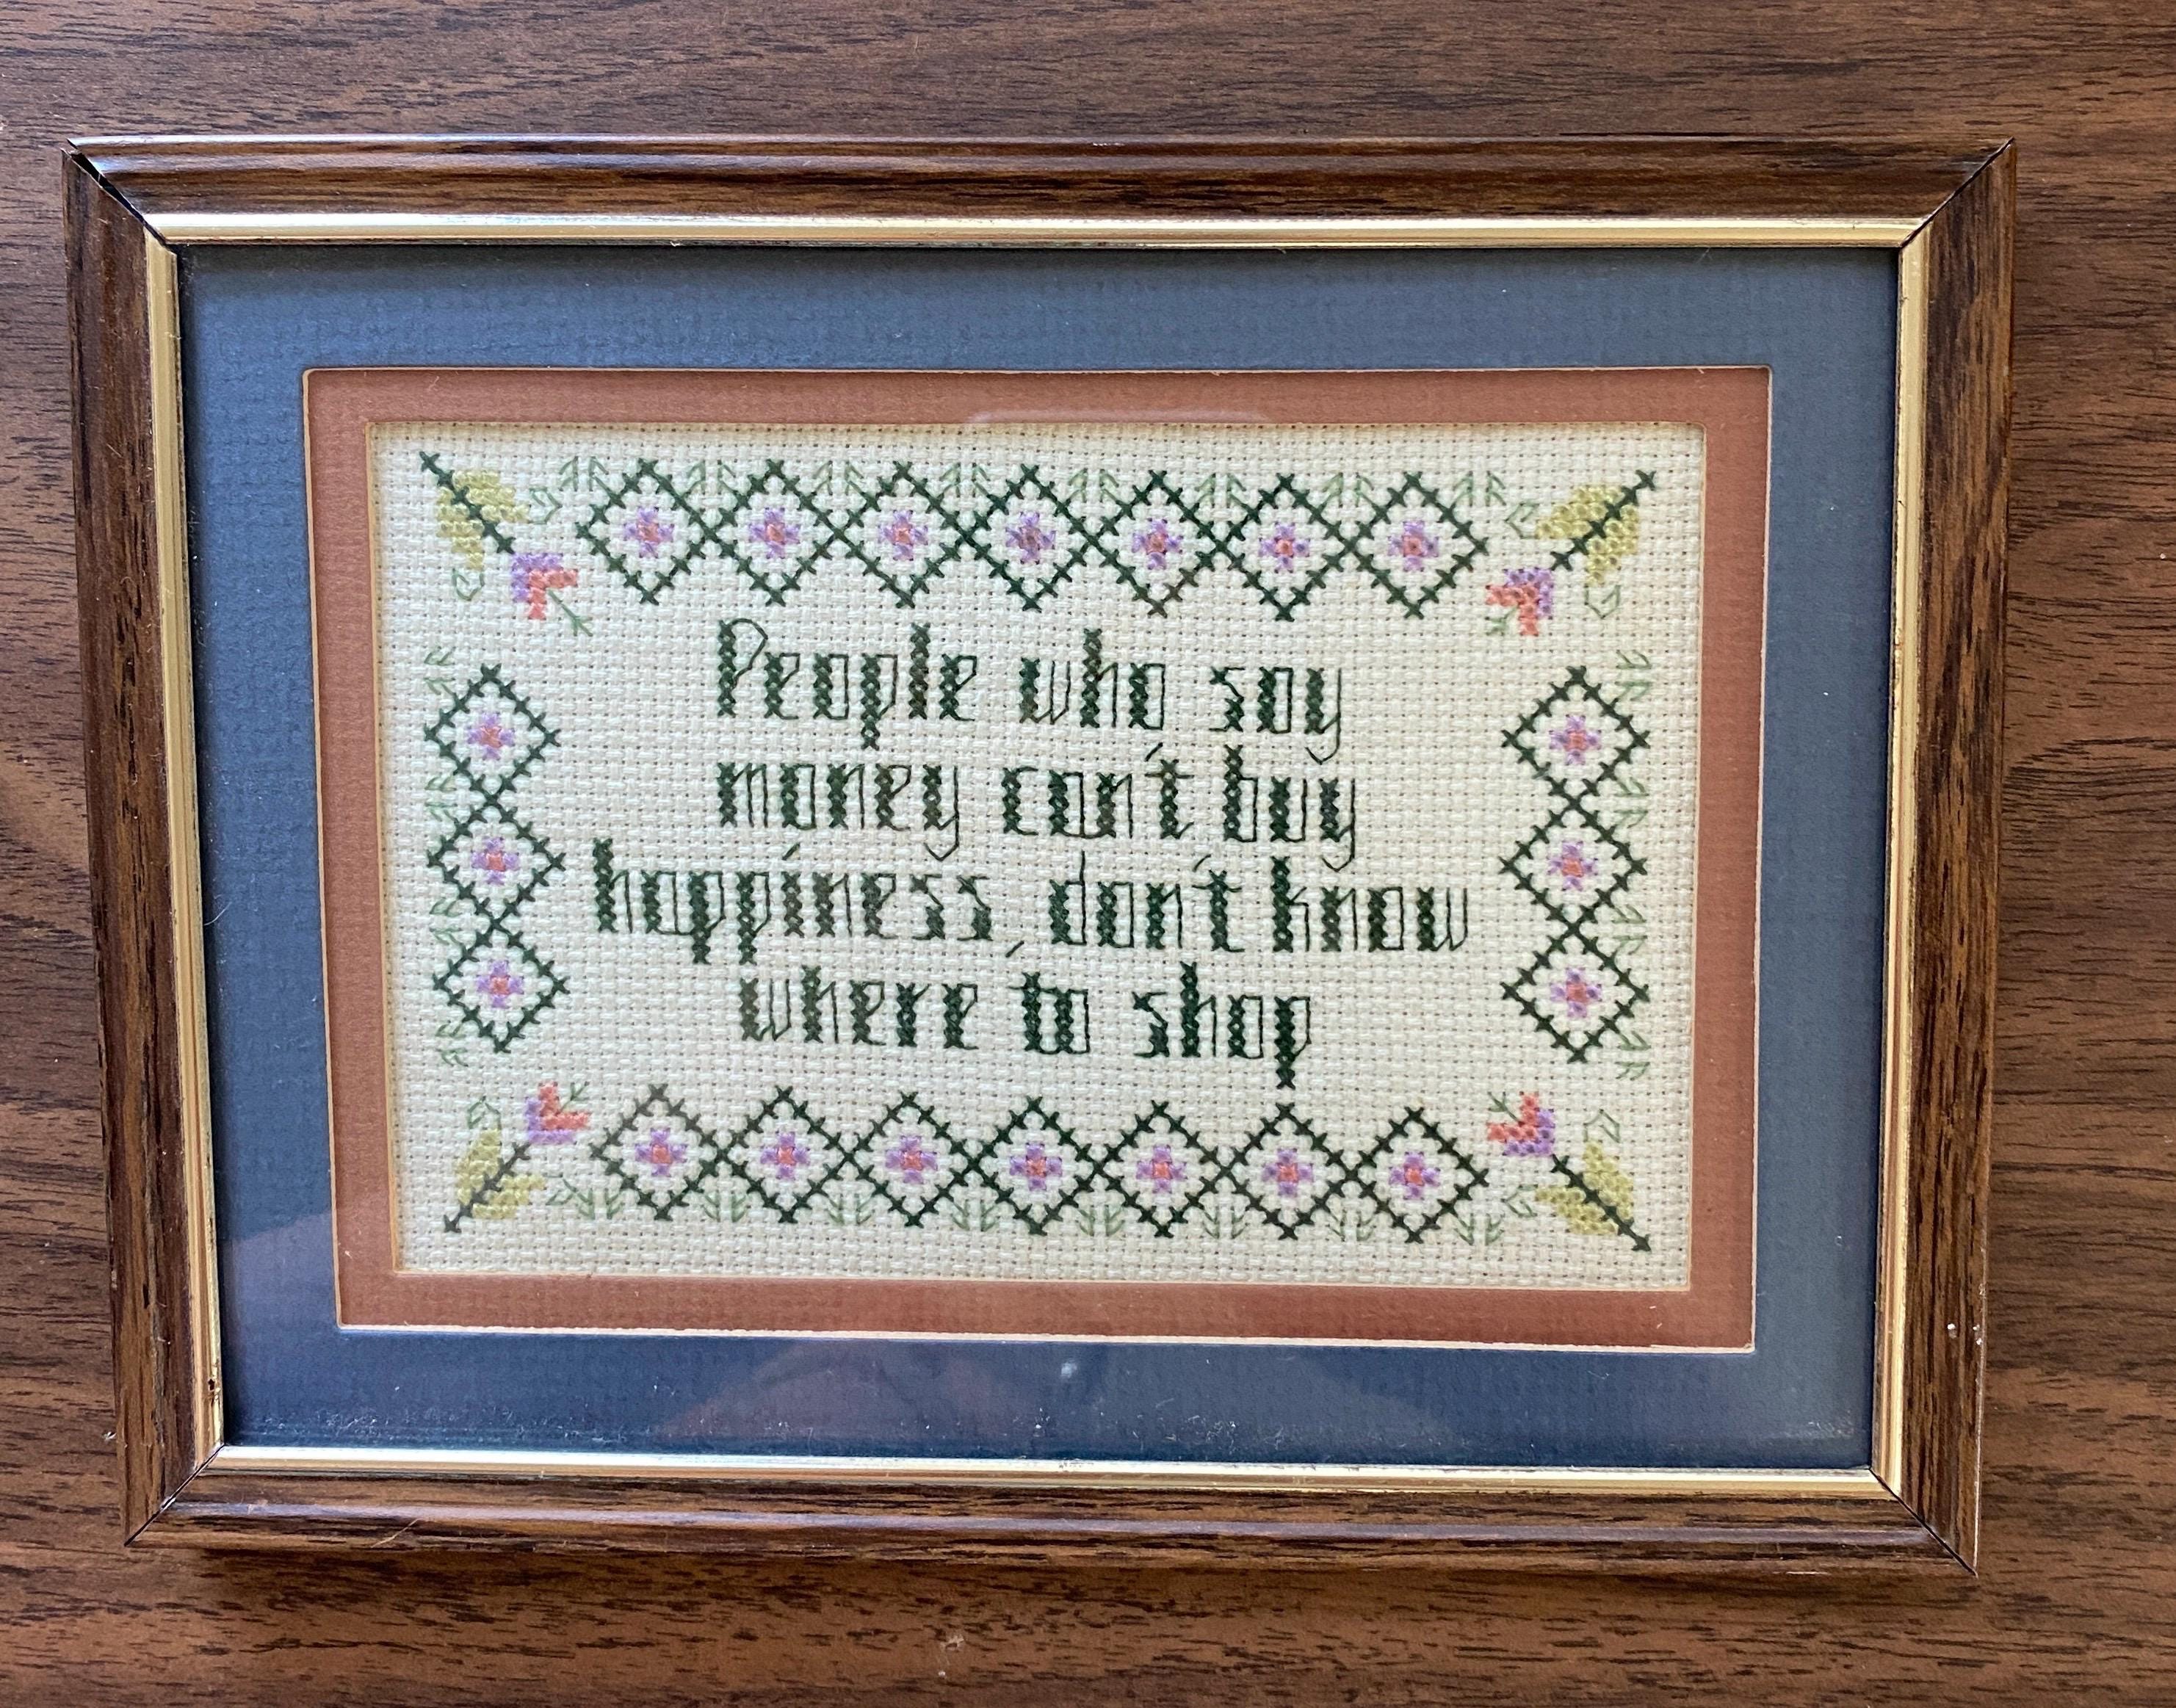 People who say
money can't buy
happiness, don't know
where to shop